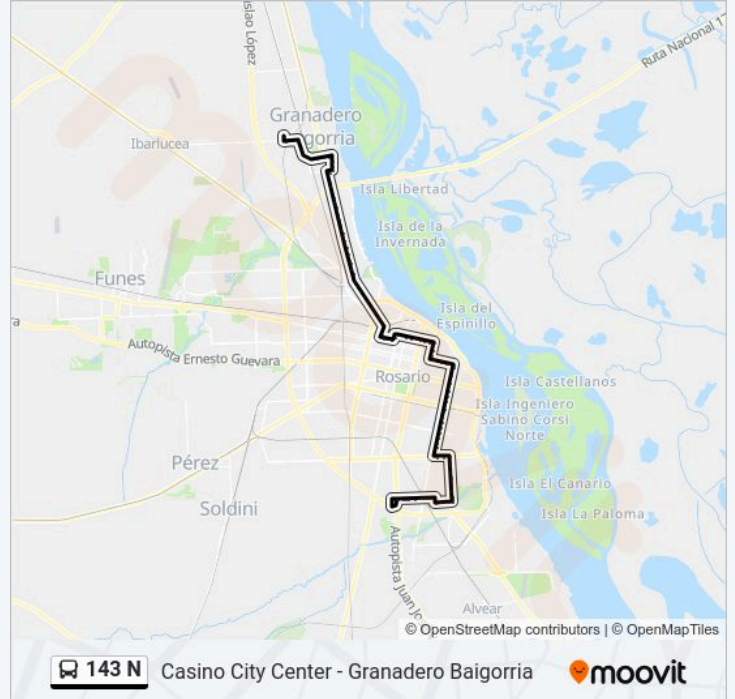 slao López
Ruta Nacional 17
Granadero
Baigorria
Ibarlucea
Isla Libertad
Isla de la
Invernada
Funes
Isla del
Espinillo
a
Autopista Ernesto Guevara
Rosario
Isla Castellanos
Isla Ingeniero
Sabino Corsi
Norte
Pérez
Isla El Canario
Soldini
Isla La Paloma
Autopista Juan Jo
Alvear
© OpenStreetMap contributors | © OpenMapTiles
143 N
Casino City Center - Granadero Baigorria
moovit